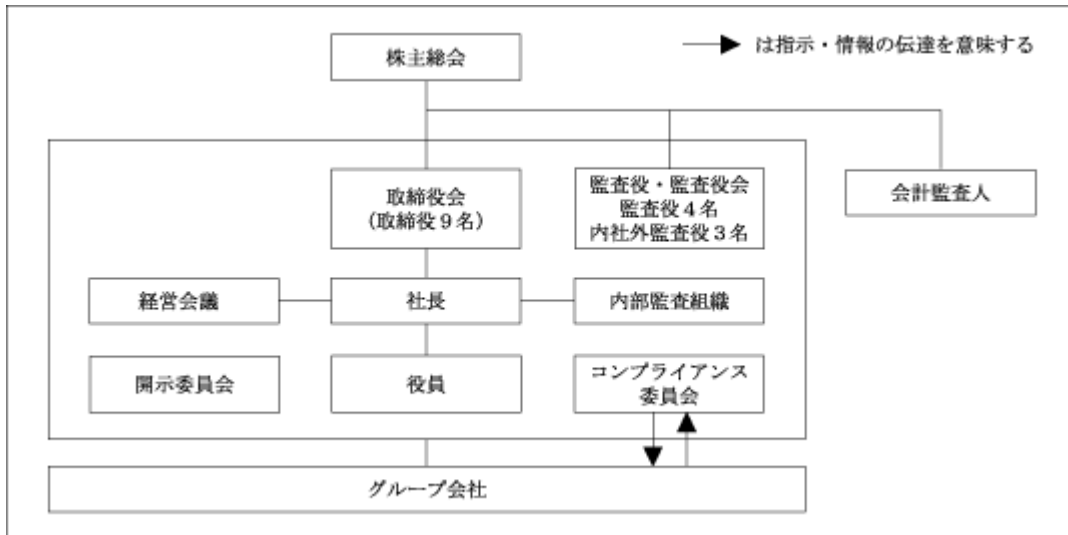 株主総会
は指示・情報の伝達を意味する
取締役会
（取締役９名）
監査役・監査役会
監査役４名
内社外監査役３名
会計監査人
経営会議
社長
内部監査組織
開示委員会
役員
コンプライアンス
委員会
グループ会社